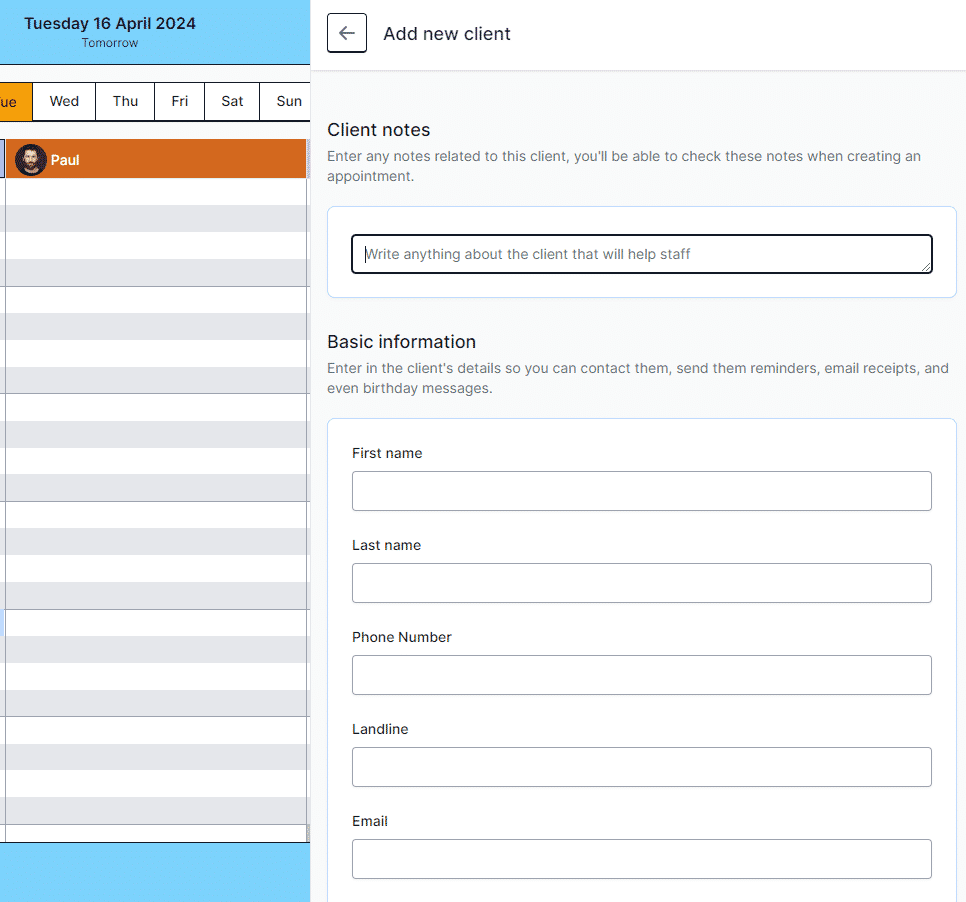 Tuesday 16 April 2024
Tomorrow
ue
Wed
Thu
Fri
Sat
Sun
Paul
Add new client
Client notes
Enter any notes related to this client, you'll be able to check these notes when creating an
appointment.
Write anything about the client that will help staff
Basic information
Enter in the client's details so you can contact them, send them reminders, email receipts, and
even birthday messages.
First name
Last name
Phone Number
Landline
Email